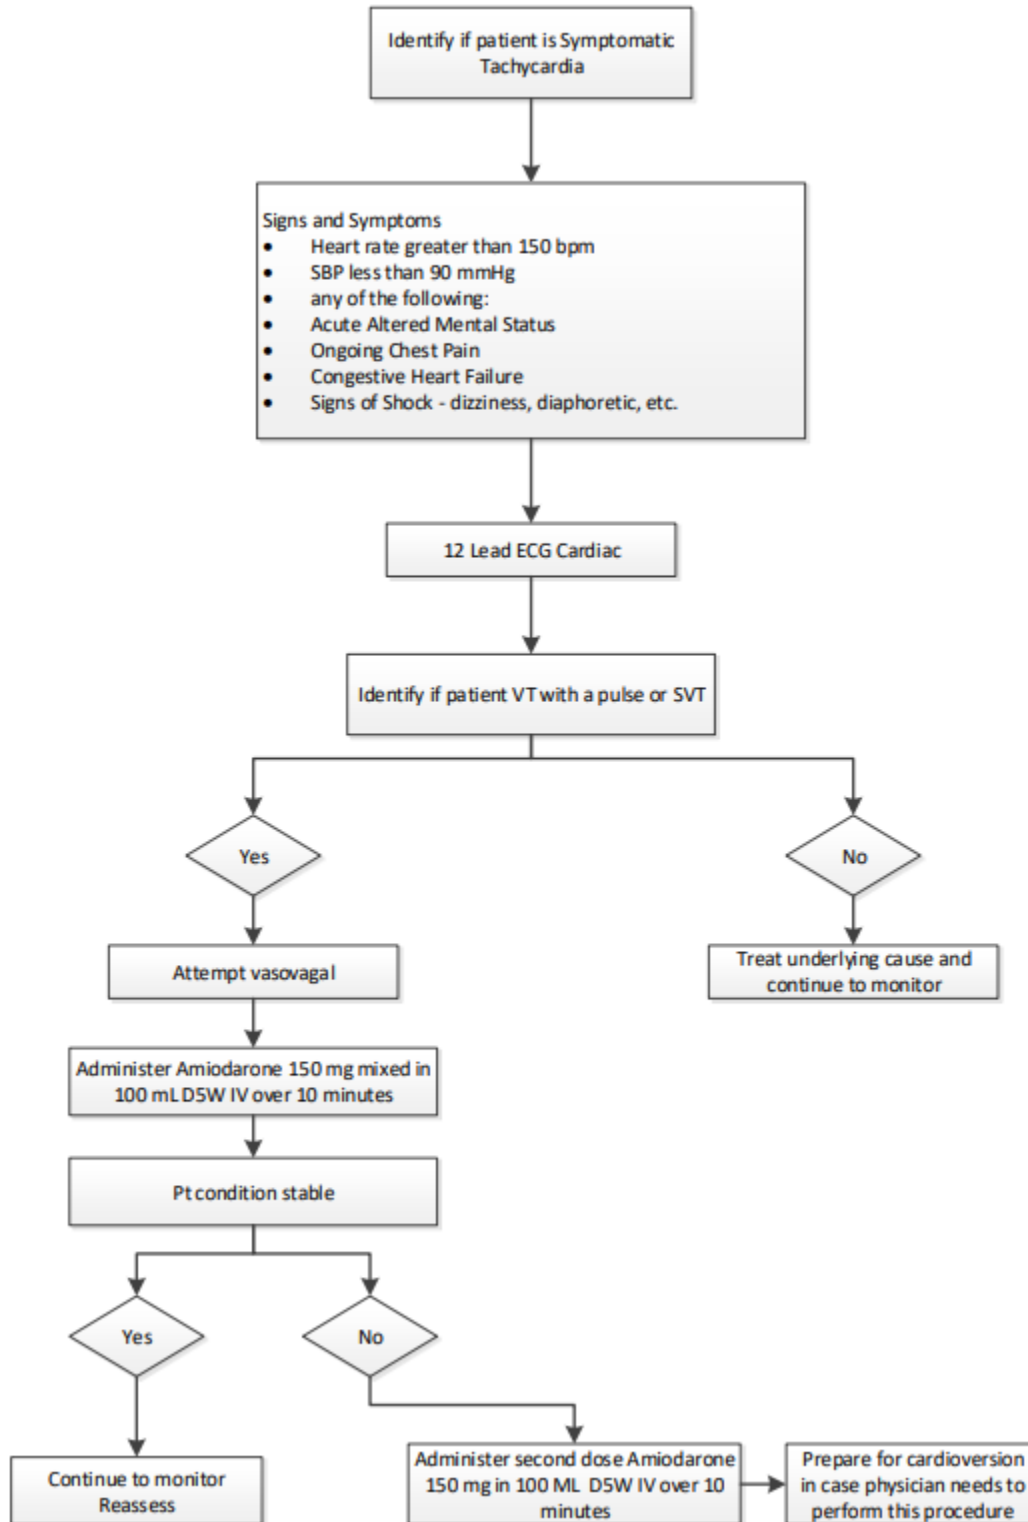 Identify if patient is Symptomatic
Tachycardia
Signs and Symptoms
• Heart rate greater than 150 bpm
• SBP less than 90 mmHg
• any of the following:
• Acute Altered Mental Status
• Ongoing Chest Pain
• Congestive Heart Failure
• Signs of Shock - dizziness, diaphoretic, etc.
12 Lead ECG Cardiac
Identify if patient VT with a pulse or SVT
Yes
No
Attempt vasovagal
Treat underlying cause and
continue to monitor
Administer Amiodarone 150 mg mixed in
100 mL D5W IV over 10 minutes
Pt condition stable
Yes
No
Continue to monitor
Reassess
Administer second dose Amiodarone
150 mg in 100 ML D5W IV over 10
minutes
Prepare for cardioversion
in case physician needs to
perform this procedure